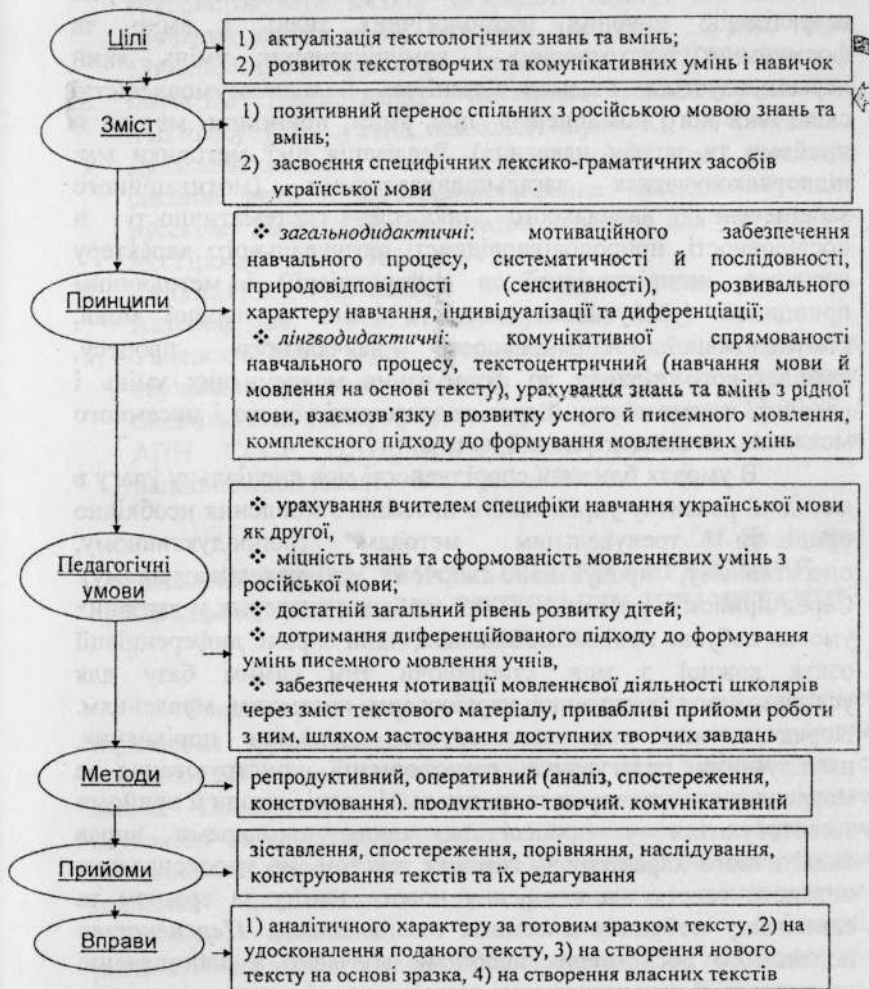 Цілі
1) актуалізація текстологічних знань та вмінь;
2) розвиток текстотворчих та комунікативних умінь і навичок
Зміст
1) позитивний перенос спільних з російською мовою знань та
вмінь,
2) засвоєння специфічних лексико-граматичних засобів
української мови
Принципи
❖ загальнодидактичні: мотиваційного забезпечення
навчального процесу, систематичності й послідовності,
природовідповідності (сенситивності), розвивального
характеру навчання, індивідуалізації та диференціації;
❖ лінгводидактичні: комунікативної спрямованості
навчального процесу, текстоцентричний (навчання мови й
мовлення на основі тексту), урахування знань та вмінь з рідної
мови, взаємозв'язку в розвитку усного й писемного мовлення,
комплексного підходу до формування мовленнєвих умінь
Педагогічні
умови
❖ урахування вчителем специфіки навчання української мови
як другої,
❖ наявність знань та сформованість мовленнєвих умінь з
російської мови;
❖ достатній загальний рівень розвитку дітей;
❖ дотримання диференційованого підходу до формування
умінь писемного мовлення учнів,
❖ забезпечення мотивації мовленнєвої діяльності школярів
через зміст текстового матеріалу, привабливі прийоми роботи
з ним, шляхом застосування доступних творчих завдань
Методи
репродуктивний, оперативний (аналіз, спостереження,
конструювання), продуктивно-творчий, комунікативний
Прийоми
зіставлення, спостереження, порівняння, наслідування,
конструювання текстів та їх редагування
Вправи
1) аналітичного характеру за готовим зразком тексту, 2) на
удосконалення поданого тексту, 3) на створення нового
тексту на основі зразка, 4) на створення власних текстів